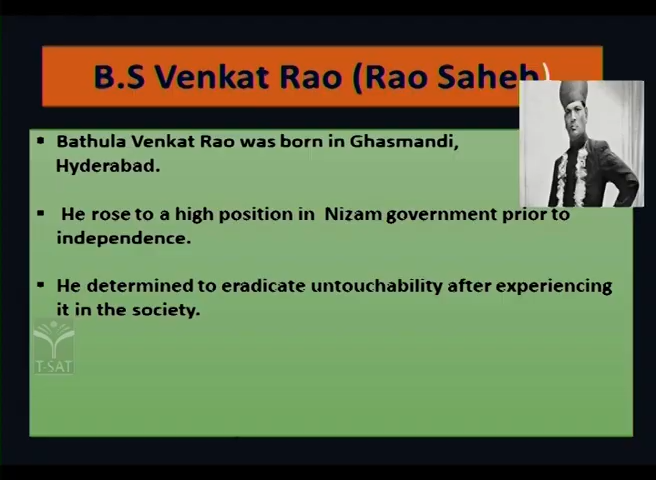 B.S Venkat Rao (Rao Saheb)
▪ Bathula Venkat Rao was born in Ghasmandi,
Hyderabad.
▪ He rose to a high position in Nizam government prior to
independence.
▪ He determined to eradicate untouchability after experiencing
it in the society.
T-SAT